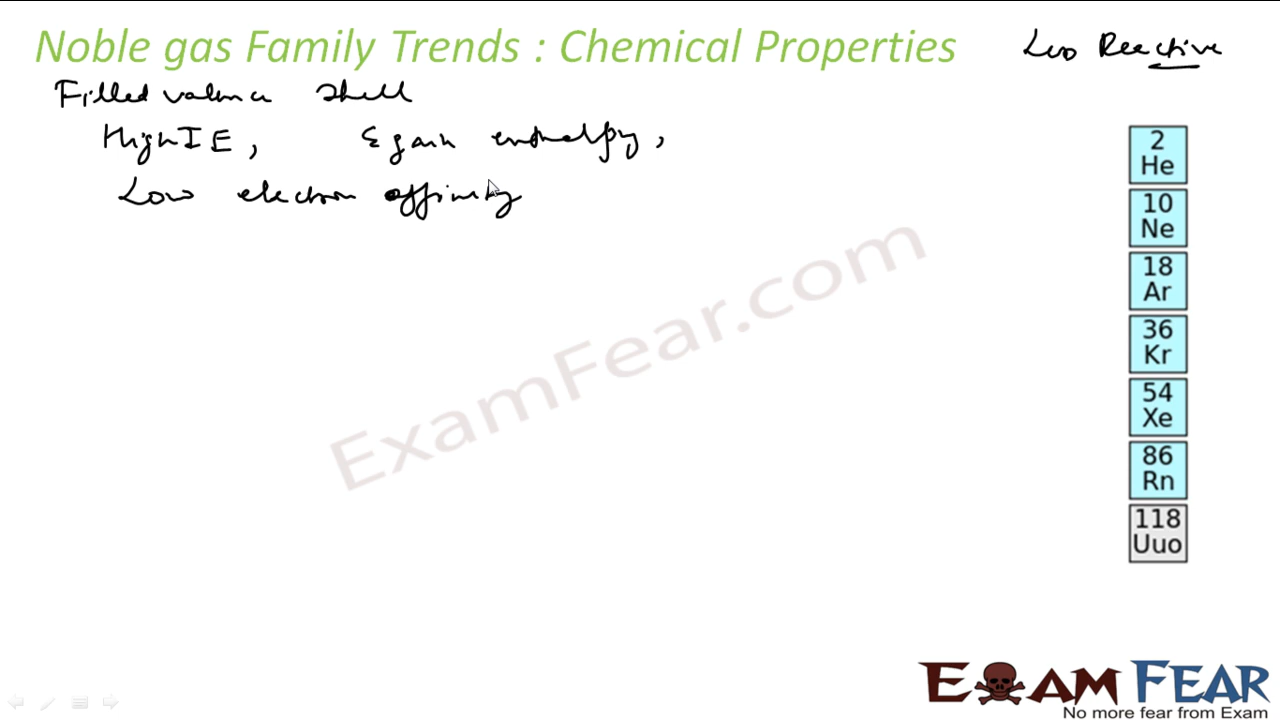 Noble gas Family Trends : Chemical Properties
Less Reactive
Filled valence shell
High IE, Σ gain enthalpy,
Low electron affinity
2
He
10
Ne
18
Ar
36
Kr
54
Xe
86
Rn
118
Uuo
ExamFear.com
EXAM FEAR
No more fear from Exam